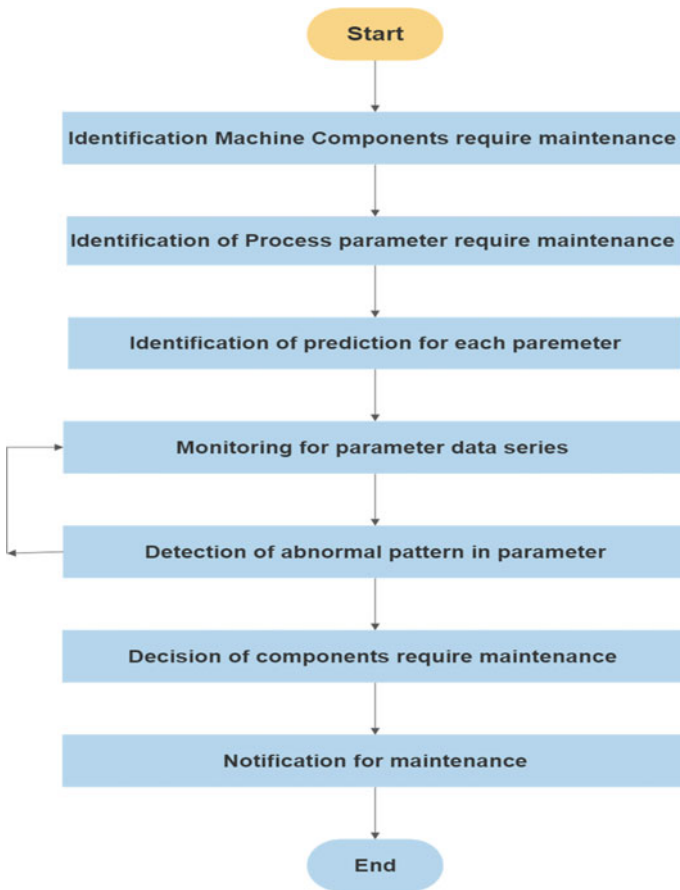 Start
Identification Machine Components require maintenance
Identification of Process parameter require maintenance
Identification of prediction for each paremeter
Monitoring for parameter data series
Detection of abnormal pattern in parameter
Decision of components require maintenance
Notification for maintenance
End